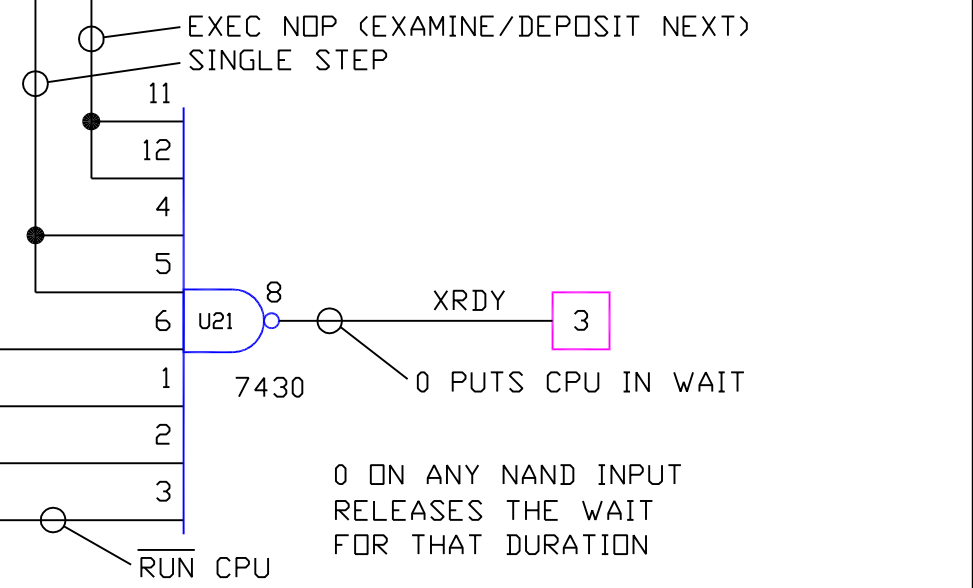 EXEC NOP (EXAMINE/DEPOSIT NEXT)
SINGLE STEP
11
12
4
5
8
XRDY
6
U21
3
1
7430
0 PUTS CPU IN WAIT
2
0 ON ANY NAND INPUT
3
RELEASES THE WAIT
FOR THAT DURATION
R̅U̅N̅ CPU